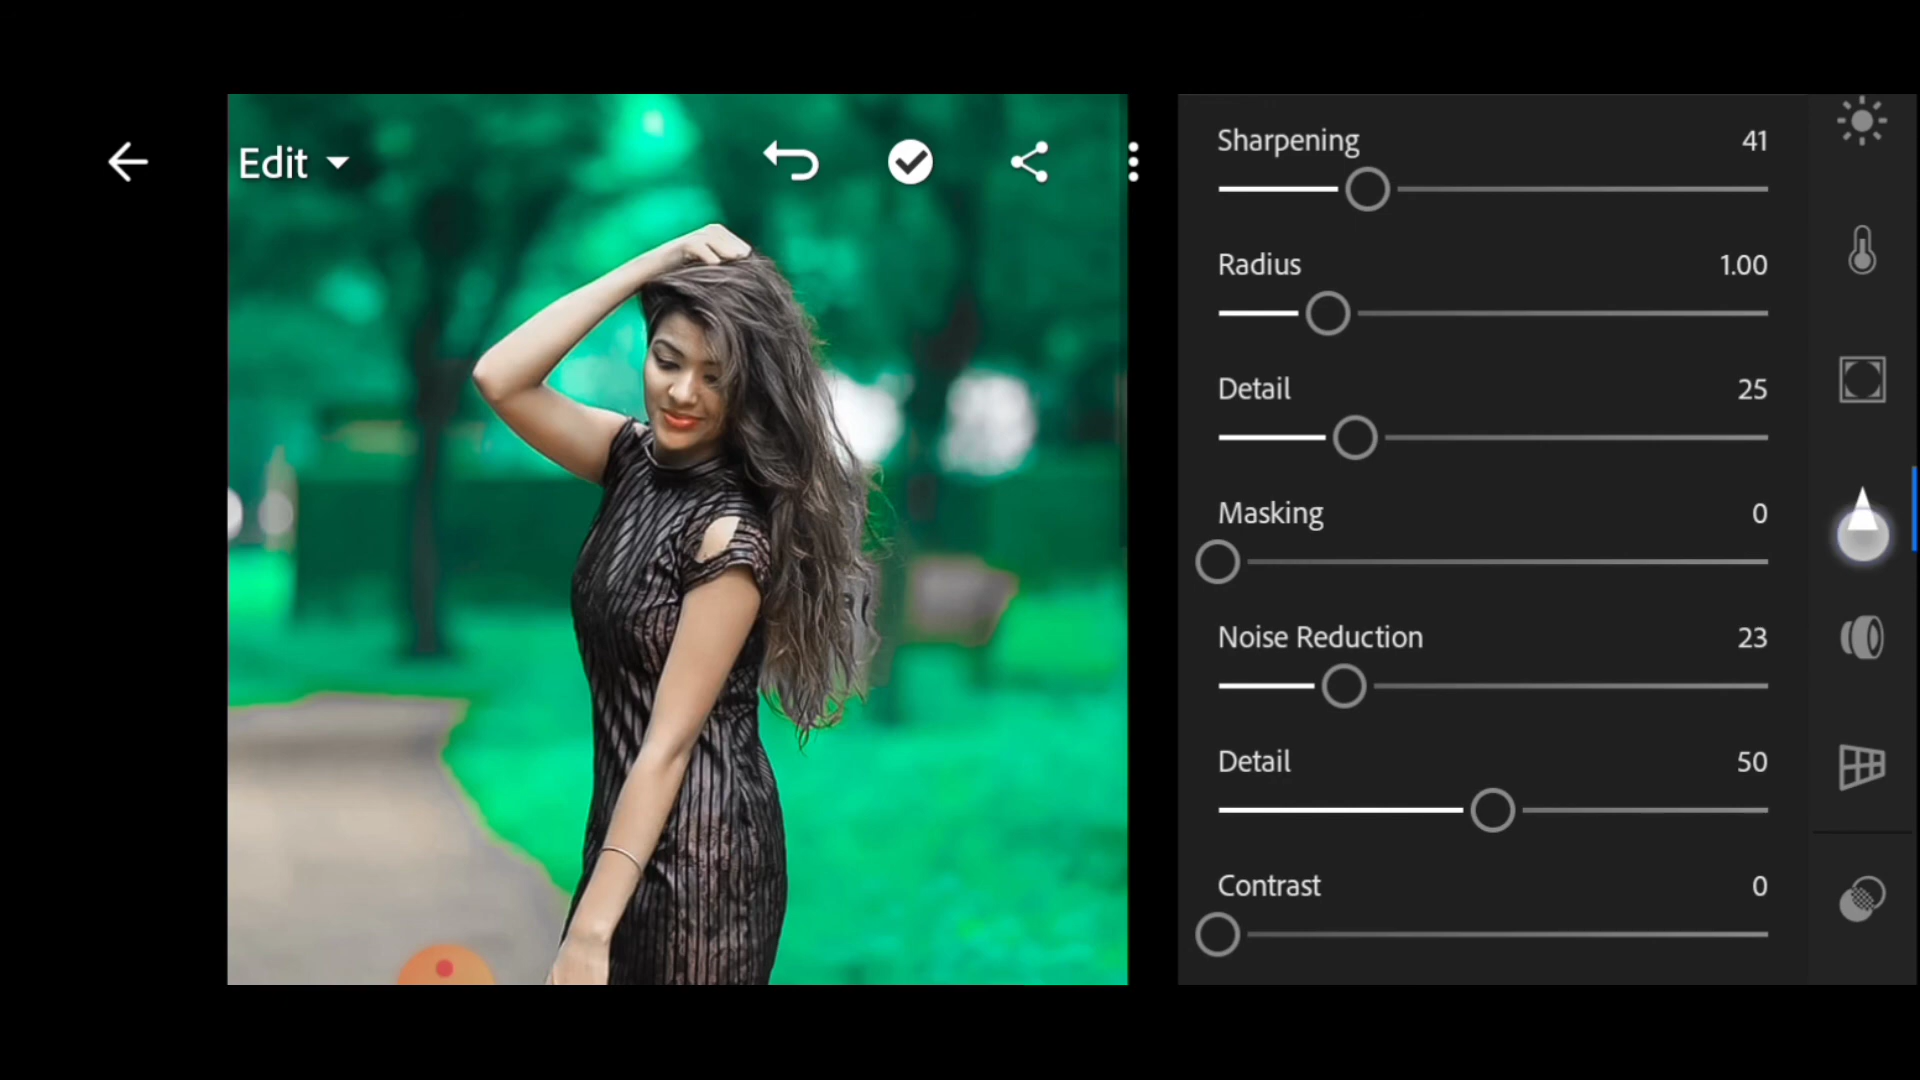 Edit
Sharpening 41
Radius 1.00
Detail 25
Masking 0
Noise Reduction 23
Detail 50
Contrast 0